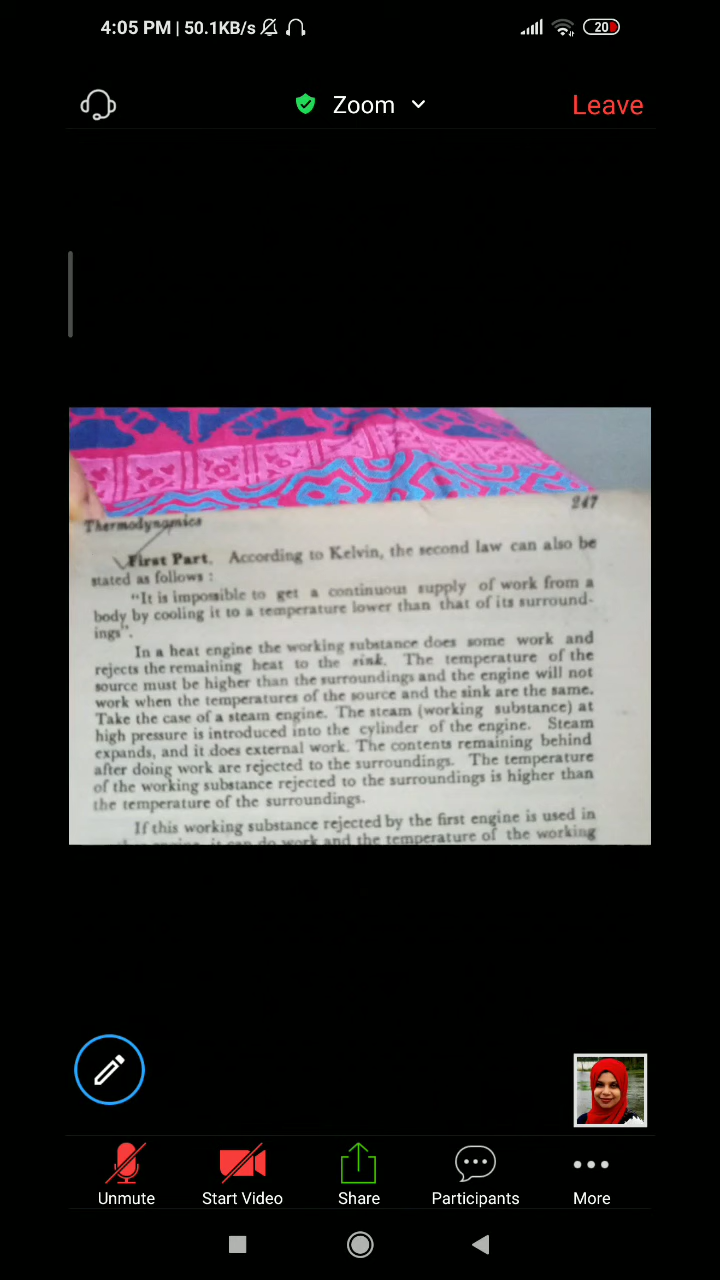 4:05 PM | 50.1KB/s
20
Zoom
Leave
247
Thermodynamics
First Part. According to Kelvin, the second law can also be
stated as follows :
"It is impossible to get a continuous supply of work from a
body by cooling it to a temperature lower than that of its surround-
ings".
In a heat engine the working substance does some work and
rejects the remaining heat to the sink. The temperature of the
source must be higher than the surroundings and the engine will not
work when the temperatures of the source and the sink are the same.
Take the case of a steam engine. The steam (working substance) at
high pressure is introduced into the cylinder of the engine. Steam
expands, and it does external work. The contents remaining behind
after doing work are rejected to the surroundings. The temperature
of the working substance rejected to the surroundings is higher than
the temperature of the surroundings.
If this working substance rejected by the first engine is used in
engine, it can do work and the temperature of the working
Unmute
Start Video
Share
Participants
More